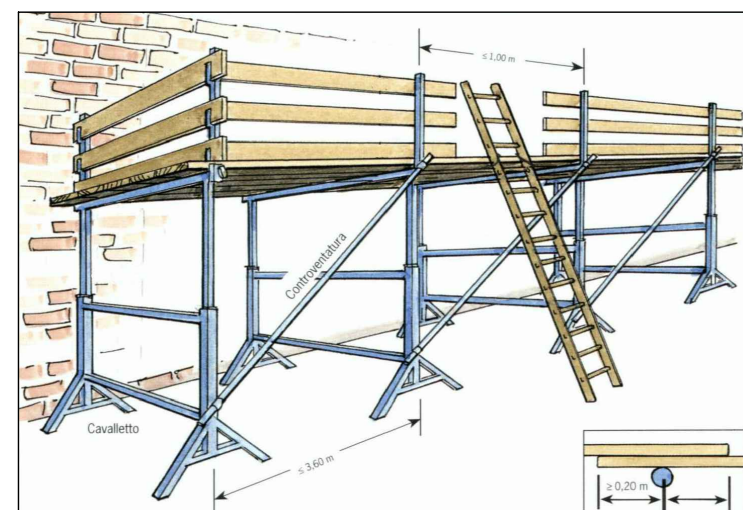 ≤ 1,00 m
Controventatura
Cavalletto
≤ 3,60 m
≥ 0,20 m